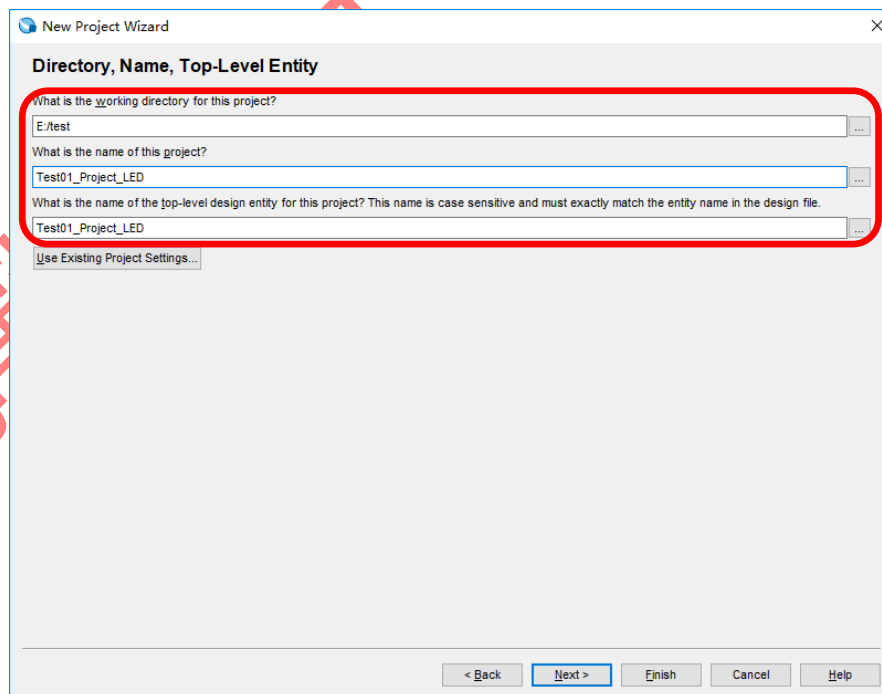 New Project Wizard
Directory, Name, Top-Level Entity
What is the working directory for this project?
E:/test
...
What is the name of this project?
Test01_Project_LED
...
What is the name of the top-level design entity for this project? This name is case sensitive and must exactly match the entity name in the design file.
Test01_Project_LED
...
Use Existing Project Settings...
< Back Next > Finish Cancel Help